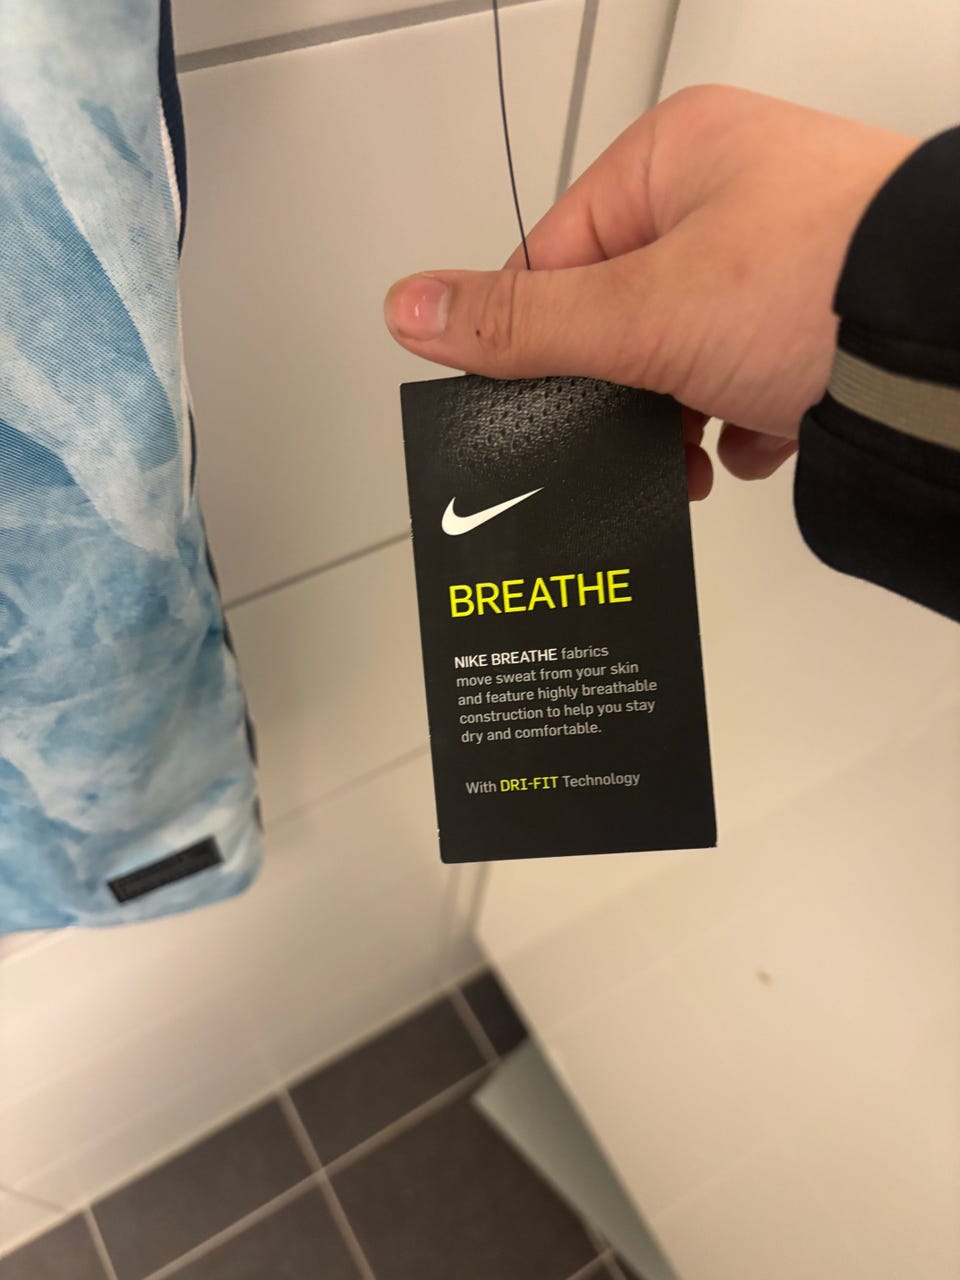 BREATHE
NIKE BREATHE fabrics
move sweat from your skin
and feature highly breathable
construction to help you stay
dry and comfortable.
With DRI-FIT Technology